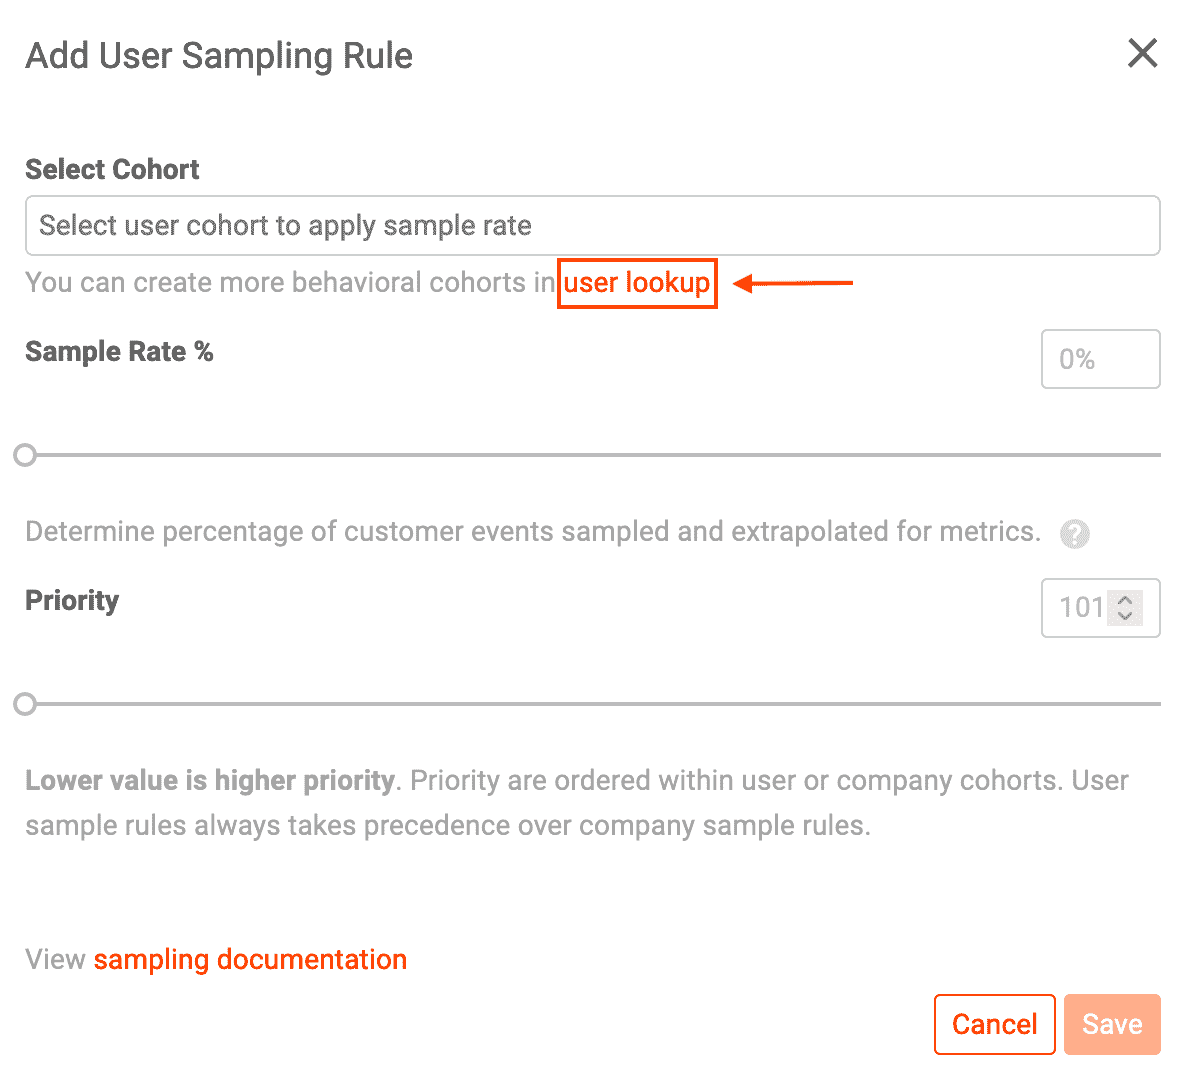 Add User Sampling Rule
Select Cohort
Select user cohort to apply sample rate
You can create more behavioral cohorts in user lookup
Sample Rate %
0%
Determine percentage of customer events sampled and extrapolated for metrics. ?
Priority
101
Lower value is higher priority. Priority are ordered within user or company cohorts. User
sample rules always takes precedence over company sample rules.
View sampling documentation
Cancel Save